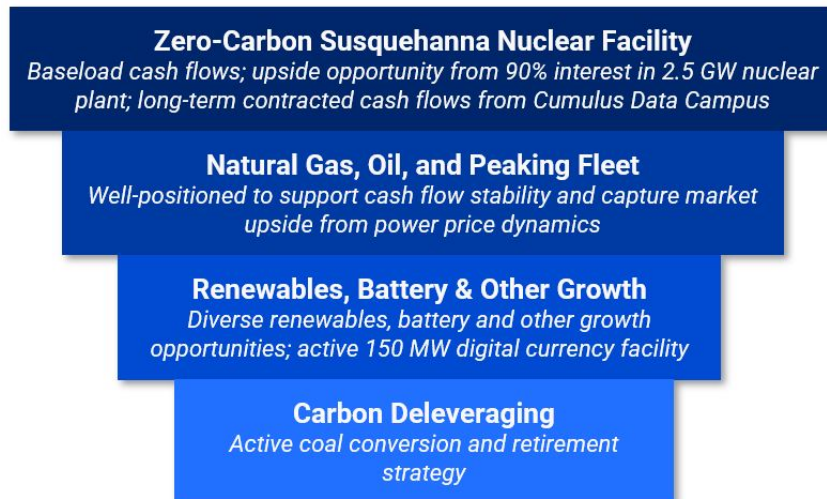 Zero-Carbon Susquehanna Nuclear Facility
Baseload cash flows; upside opportunity from 90% interest in 2.5 GW nuclear
plant; long-term contracted cash flows from Cumulus Data Campus
Natural Gas, Oil, and Peaking Fleet
Well-positioned to support cash flow stability and capture market
upside from power price dynamics
Renewables, Battery & Other Growth
Diverse renewables, battery and other growth
opportunities; active 150 MW digital currency facility
Carbon Deleveraging
Active coal conversion and retirement
strategy